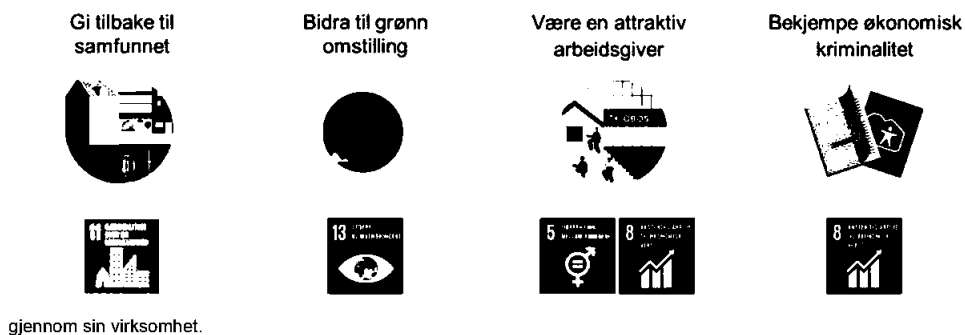 Gi tilbake til
samfunnet
Bidra til grønn
omstilling
Være en attraktiv
arbeidsgiver
Bekjempe økonomisk
kriminalitet
11
13
5
8
8
gjennom sin virksomhet.